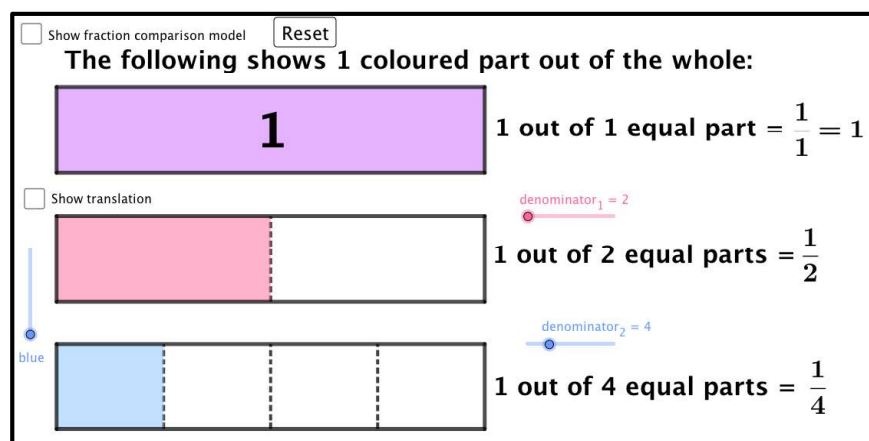 Show fraction comparison model
Reset
The following shows 1 coloured part out of the whole:
1
1 out of 1 equal part = 1/1 = 1
Show translation
denominator₁ = 2
1 out of 2 equal parts = 1/2
blue
denominator₂ = 4
1 out of 4 equal parts = 1/4